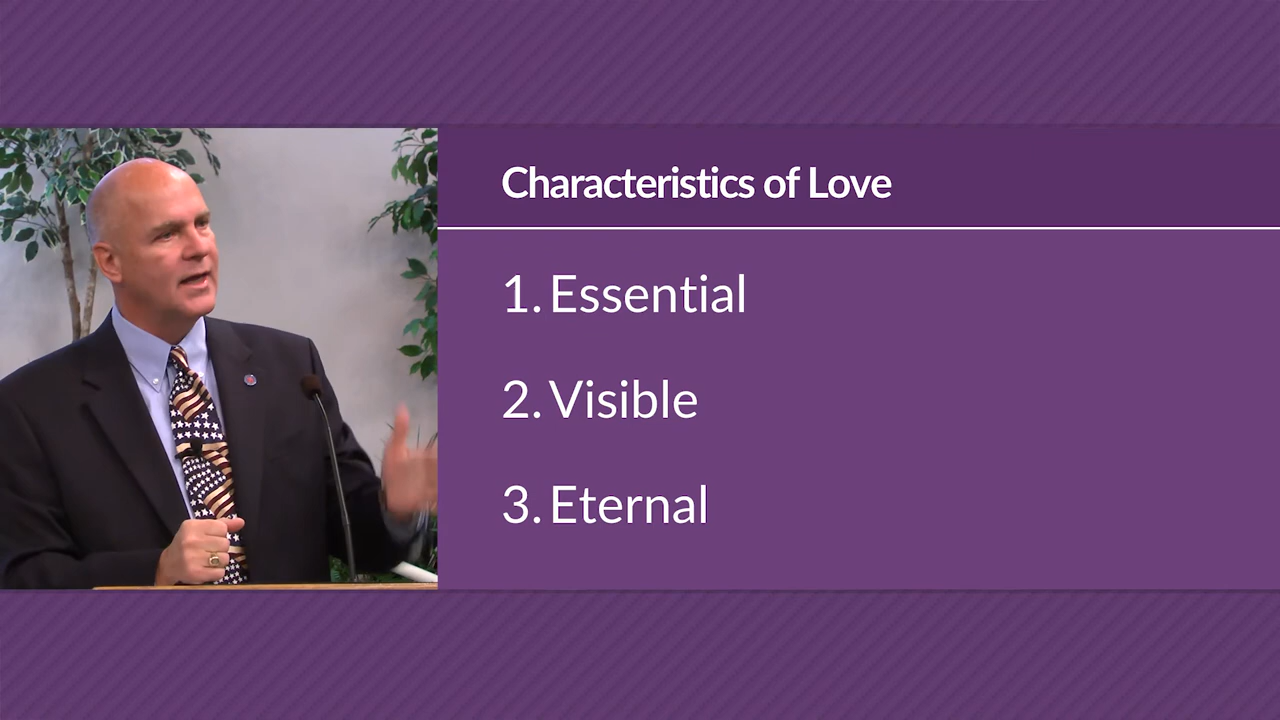 Characteristics of Love
1. Essential
2. Visible
3. Eternal